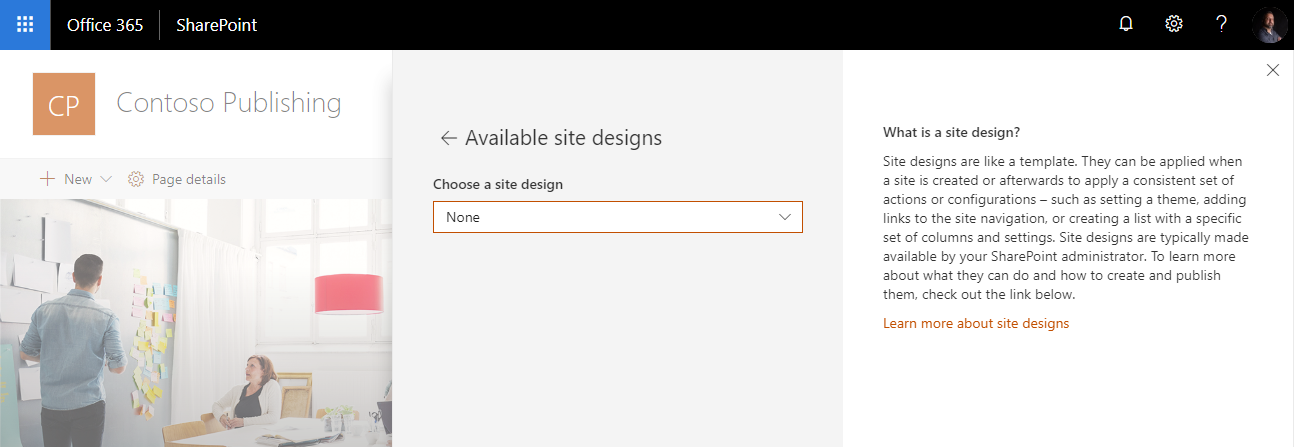 Office 365 SharePoint
CP Contoso Publishing
New Page details
Available site designs
Choose a site design
None
What is a site design?
Site designs are like a template. They can be applied when
a site is created or afterwards to apply a consistent set of
actions or configurations – such as setting a theme, adding
links to the site navigation, or creating a list with a specific
set of columns and settings. Site designs are typically made
available by your SharePoint administrator. To learn more
about what they can do and how to create and publish
them, check out the link below.
Learn more about site designs